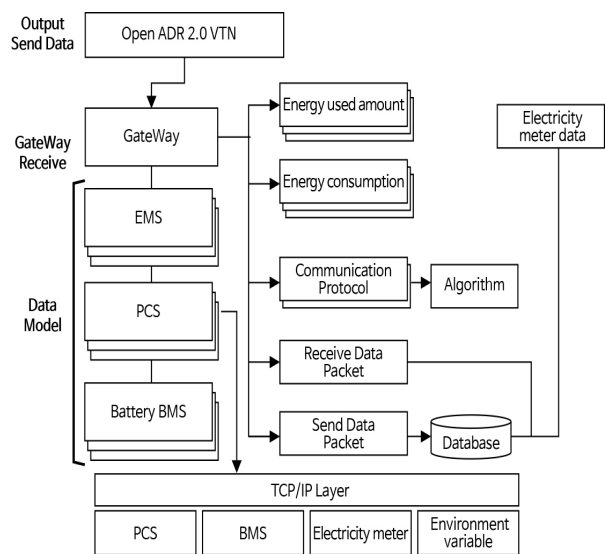 Output
Send Data
Open ADR 2.0 VTN
GateWay
Receive
GateWay
Energy used amount
Electricity
meter data
Energy consumption
EMS
Data
Model
PCS
Communication
Protocol
Algorithm
Receive Data
Packet
Battery BMS
Send Data
Packet
Database
TCP/IP Layer
PCS
BMS
Electricity meter
Environment
variable